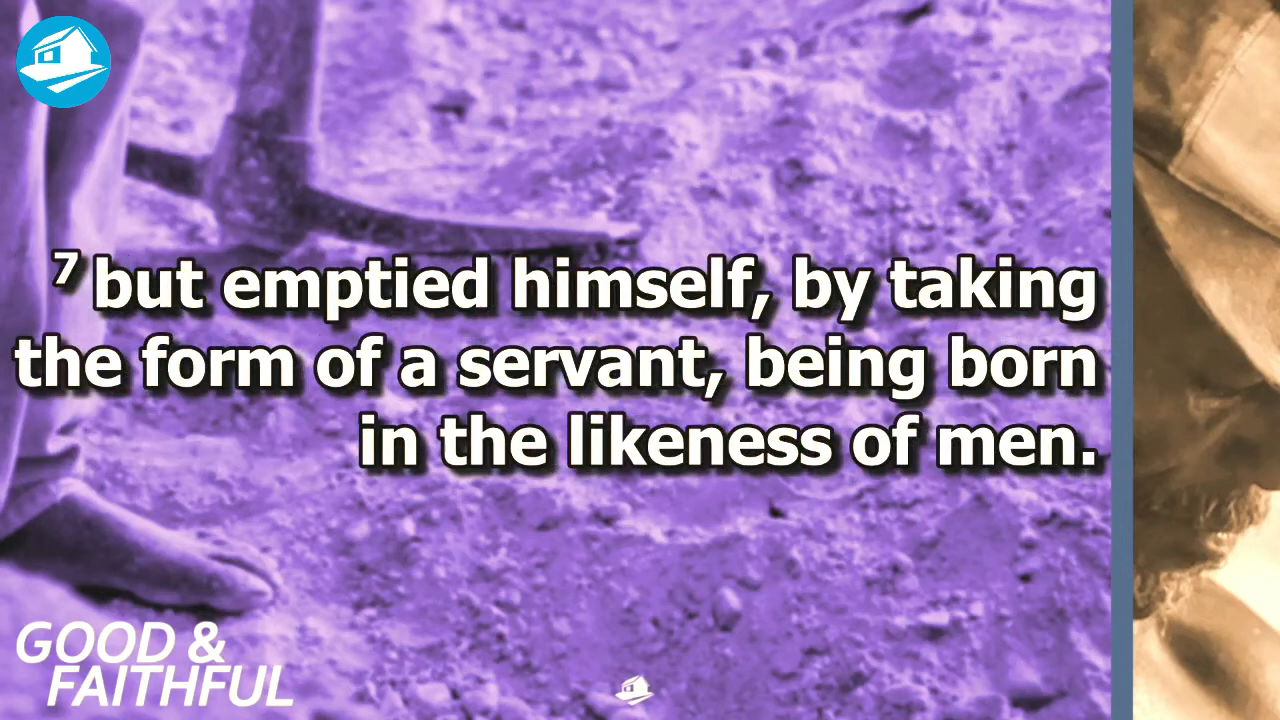 7 but emptied himself, by taking
the form of a servant, being born
in the likeness of men.
GOOD &
FAITHFUL